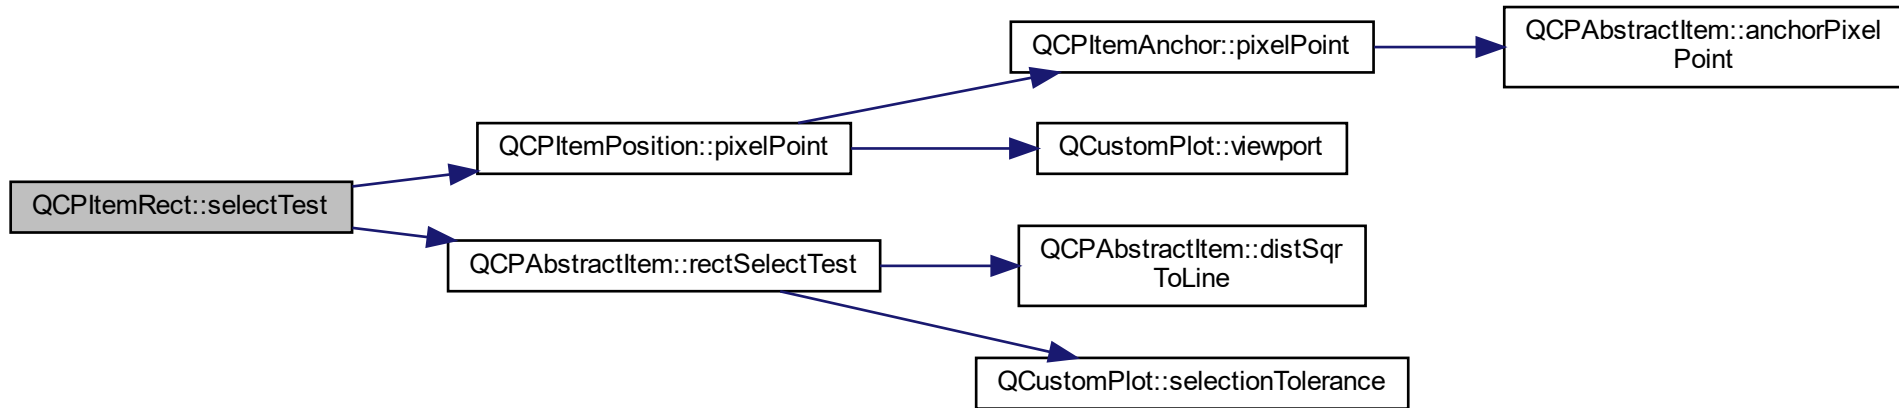 QCPItemRect::selectTest
QCPItemPosition::pixelPoint
QCPItemAnchor::pixelPoint
QCPAbstractItem::anchorPixel
Point
QCustomPlot::viewport
QCPAbstractItem::rectSelectTest
QCPAbstractItem::distSqr
ToLine
QCustomPlot::selectionTolerance